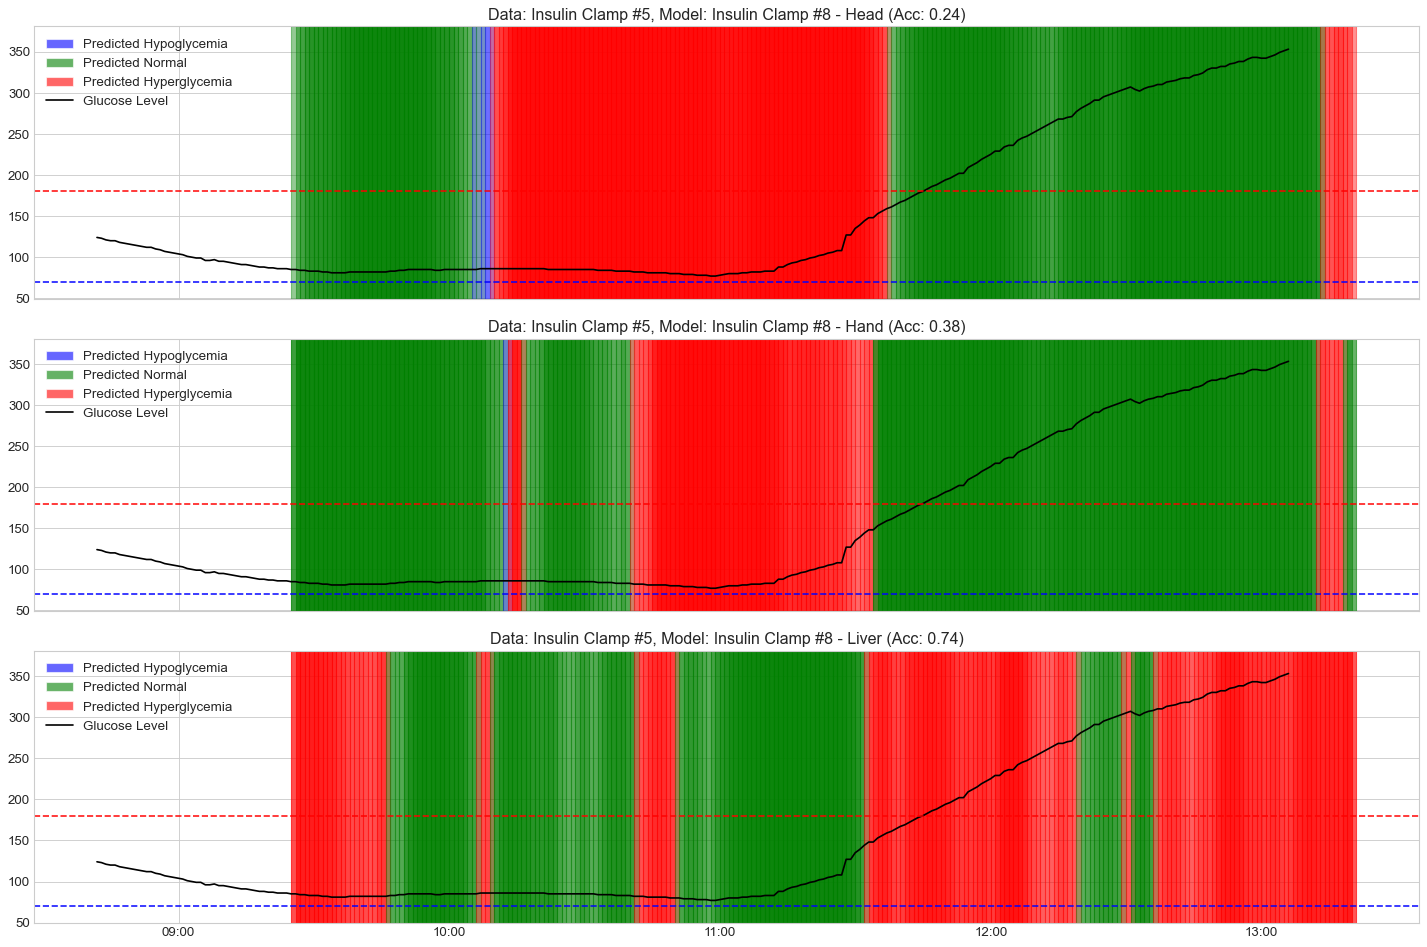 Data: Insulin Clamp #5, Model: Insulin Clamp #8 - Head (Acc: 0.24)
Predicted Hypoglycemia
Predicted Normal
Predicted Hyperglycemia
Glucose Level
350
300
250
200
150
100
50
Data: Insulin Clamp #5, Model: Insulin Clamp #8 - Hand (Acc: 0.38)
Predicted Hypoglycemia
Predicted Normal
Predicted Hyperglycemia
Glucose Level
350
300
250
200
150
100
50
Data: Insulin Clamp #5, Model: Insulin Clamp #8 - Liver (Acc: 0.74)
Predicted Hypoglycemia
Predicted Normal
Predicted Hyperglycemia
Glucose Level
350
300
250
200
150
100
50
09:00 10:00 11:00 12:00 13:00